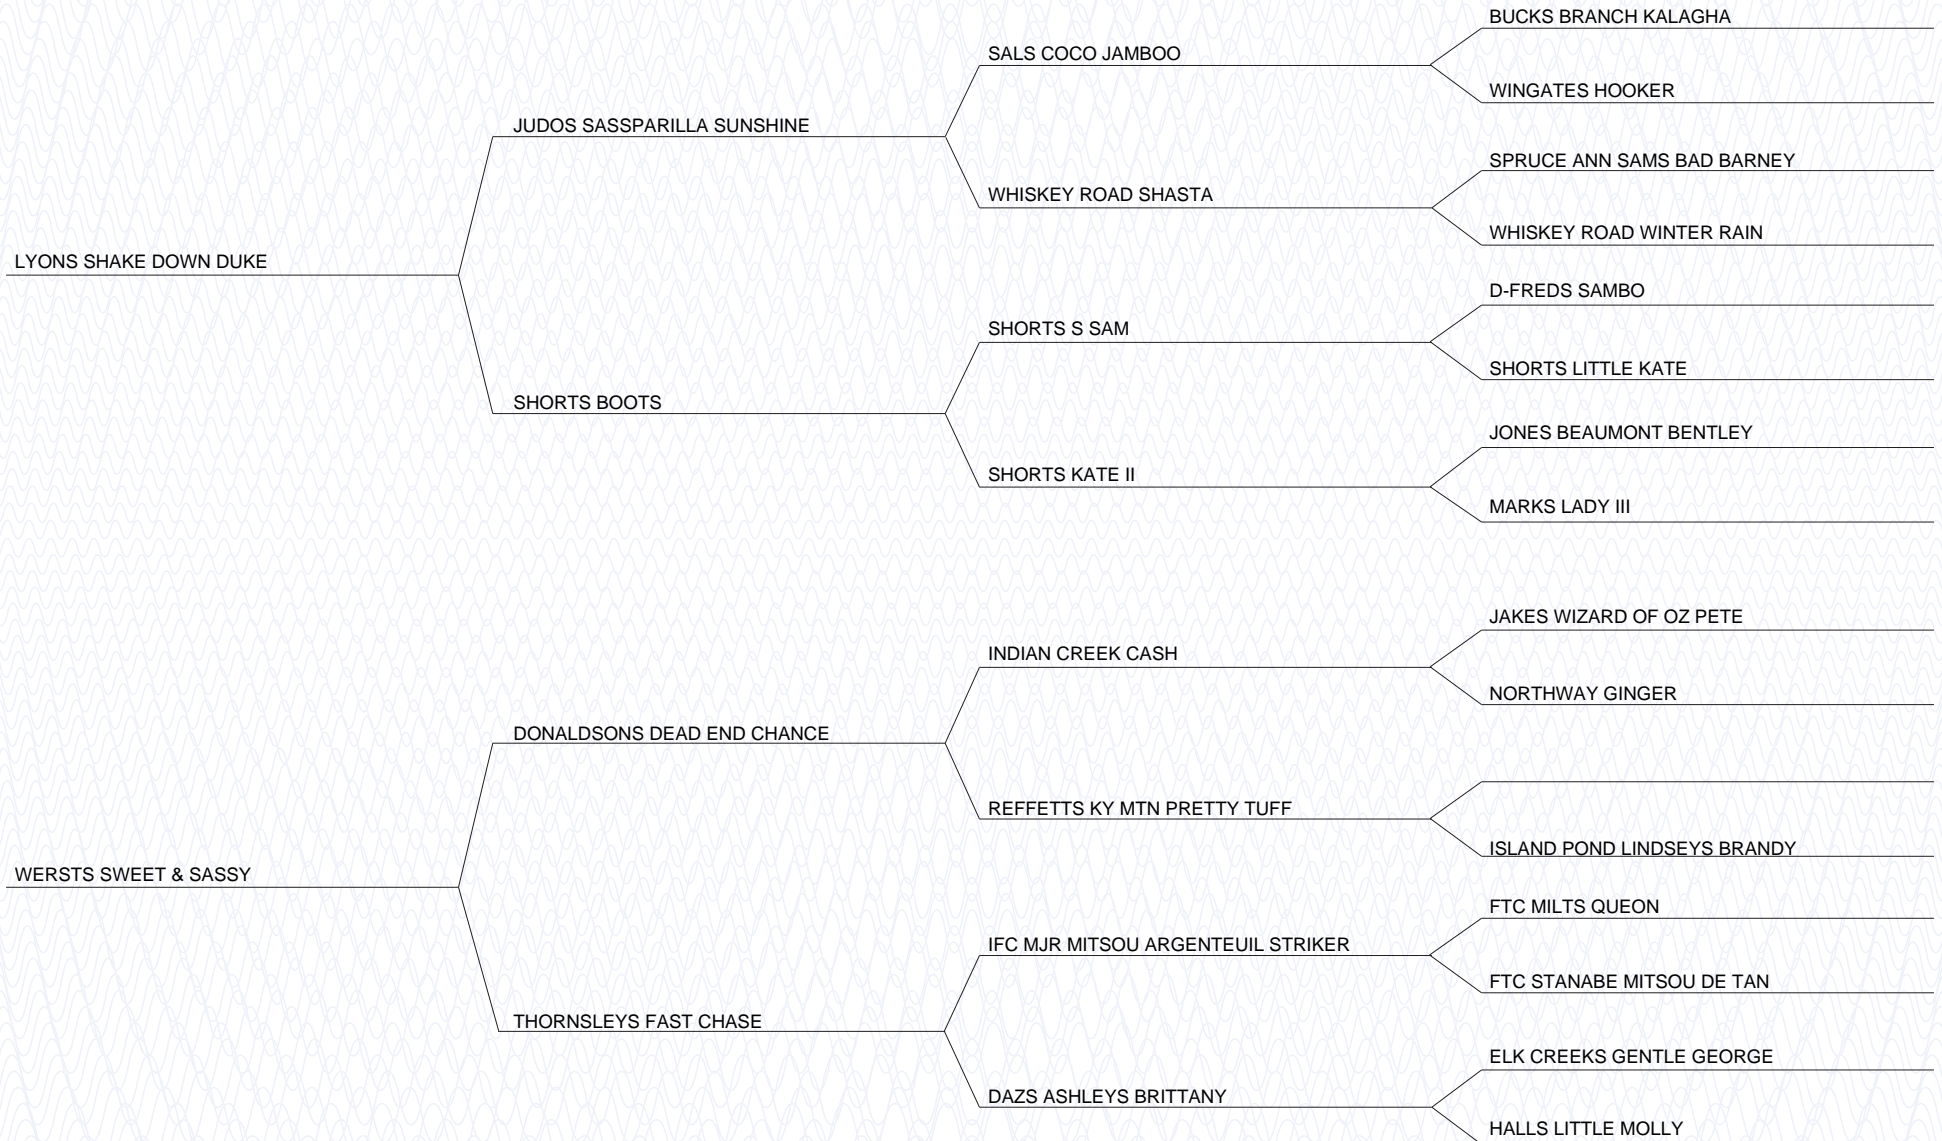 BUCKS BRANCH KALAGHA
SALS COCO JAMBOO
WINGATES HOOKER
JUDOS SASSPARILLA SUNSHINE
SPRUCE ANN SAMS BAD BARNEY
WHISKEY ROAD SHASTA
WHISKEY ROAD WINTER RAIN
LYONS SHAKE DOWN DUKE
D-FREDS SAMBO
SHORTS S SAM
SHORTS LITTLE KATE
SHORTS BOOTS
JONES BEAUMONT BENTLEY
SHORTS KATE II
MARKS LADY III
JAKES WIZARD OF OZ PETE
INDIAN CREEK CASH
NORTHWAY GINGER
DONALDSONS DEAD END CHANCE
REFFETTS KY MTN PRETTY TUFF
ISLAND POND LINDSEYS BRANDY
WERSTS SWEET & SASSY
FTC MILTS QUEON
IFC MJR MITSOU ARGENTEUIL STRIKER
FTC STANABE MITSOU DE TAN
THORNSLEYS FAST CHASE
ELK CREEKS GENTLE GEORGE
DAZS ASHLEYS BRITTANY
HALLS LITTLE MOLLY